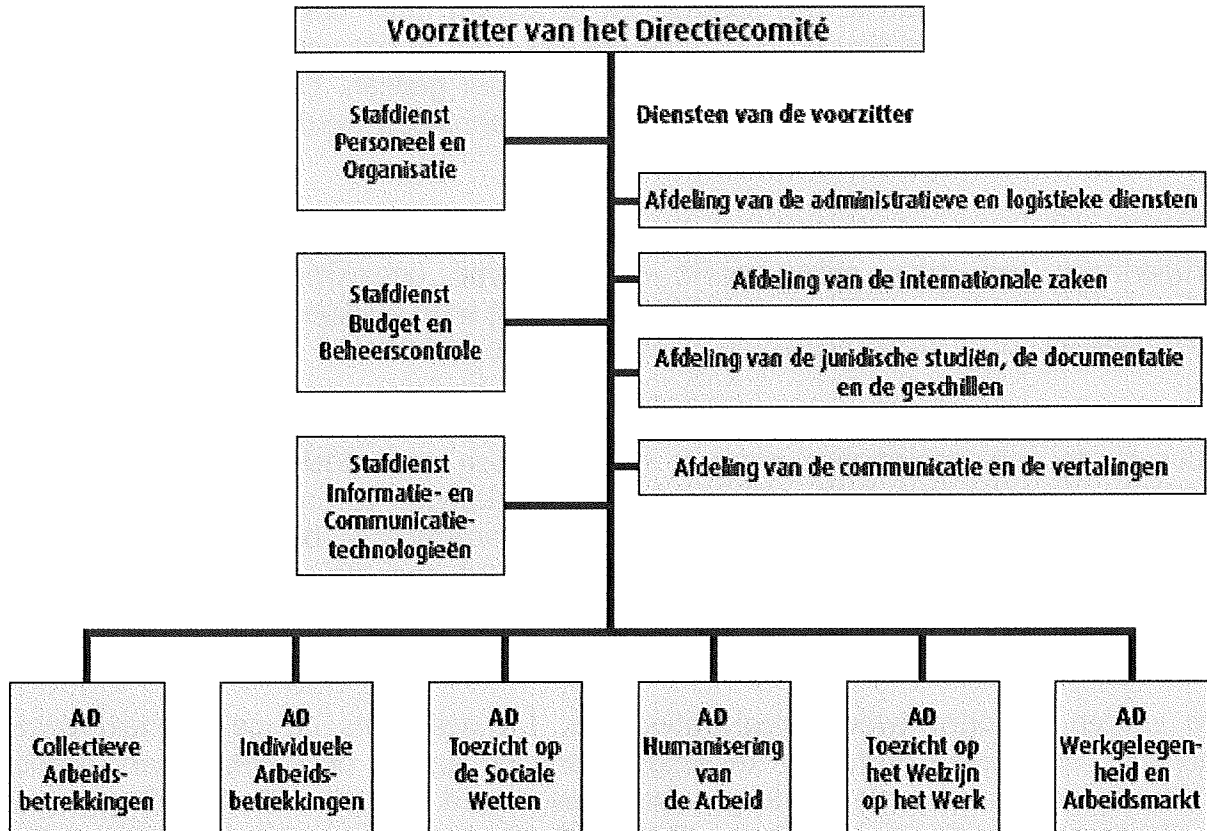 Voorzitter van het Directiecomité
Stafdienst
Personeel en
Organisatie
Diensten van de voorzitter
Afdeling van de administratieve en logistieke diensten
Stafdienst
Budget en
Beheerscontrole
Afdeling van de internationale zaken
Afdeling van de juridische studiën, de documentatie
en de geschillen
Stafdienst
Informatie- en
Communicatie-
technologieën
Afdeling van de communicatie en de vertalingen
AD
Collectieve
Arbeids-
betrekkingen
AD
Individuele
Arbeids-
betrekkingen
AD
Toezicht op
de Sociale
Wetten
AD
Humanisering
van
de Arbeid
AD
Toezicht op
het Welzijn
op het Werk
AD
Werkgelegen-
heid en
Arbeidsmarkt